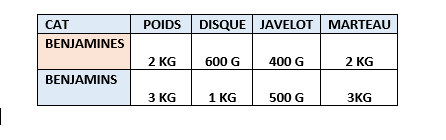 CAT POIDS DISQUE JAVELOT MARTEAU
BENJAMINES 2 KG 600 G 400 G 2 KG
BENJAMINS 3 KG 1 KG 500 G 3KG